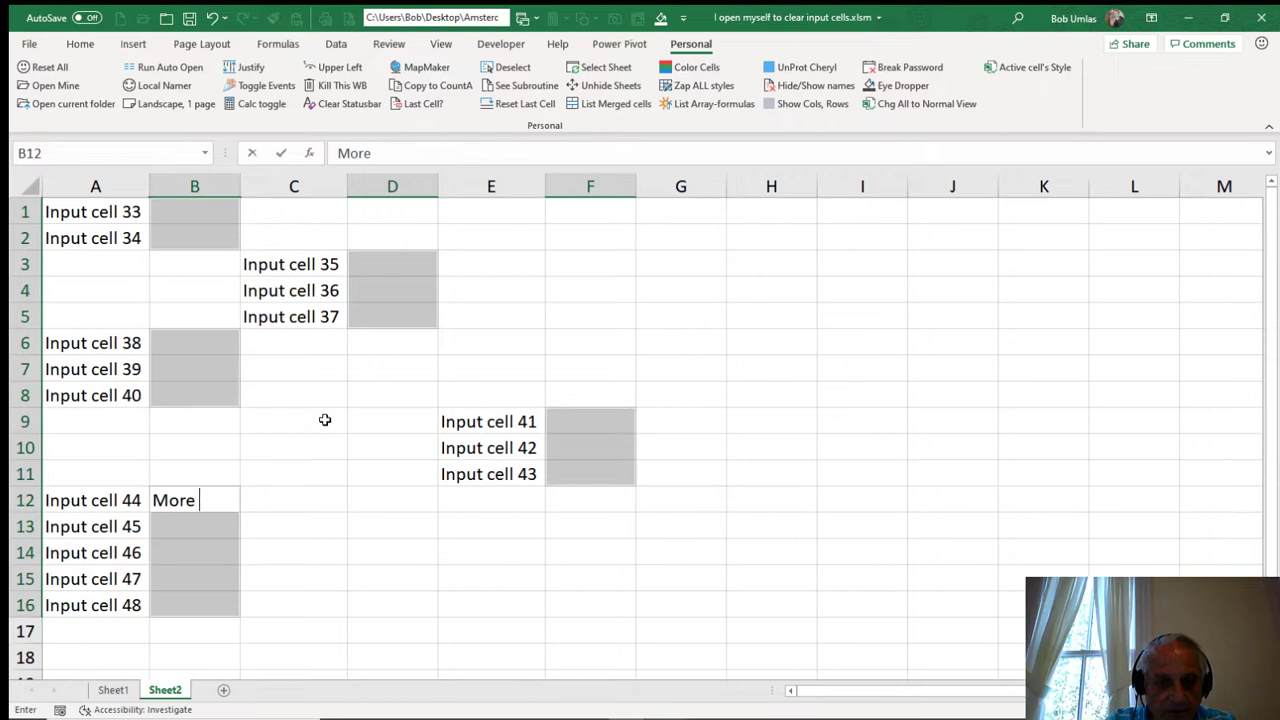 AutoSave Off C:\Users\Bob\Desktop\Amsterc I open myself to clear input cells.xlsm Bob Umlas
File Home Insert Page Layout Formulas Data Review View Developer Help Power Pivot Personal Share Comments
Reset All Run Auto Open Justify Upper Left MapMaker Deselect Select Sheet Color Cells UnProt Cheryl Break Password Active cell's Style
Open Mine Local Name Toggle Events Kill This WB Copy to CountA See Subroutine Unhide Sheets Zap ALL styles Hide/Show names Eye Dropper
Open current folder Landscape, 1 page Calc toggle Clear Statusbar Last Cell? Reset Last Cell List Merged cells List Array-formulas Show Cols, Rows Chg All to Normal View
Personal
B12 fx More
A B C D E F G H I J K L M
1 Input cell 33
2 Input cell 34
3 Input cell 35
4 Input cell 36
5 Input cell 37
6 Input cell 38
7 Input cell 39
8 Input cell 40
9 Input cell 41
10 Input cell 42
11 Input cell 43
12 Input cell 44 More
13 Input cell 45
14 Input cell 46
15 Input cell 47
16 Input cell 48
17
18
Sheet1 Sheet2
Enter Accessibility: Investigate